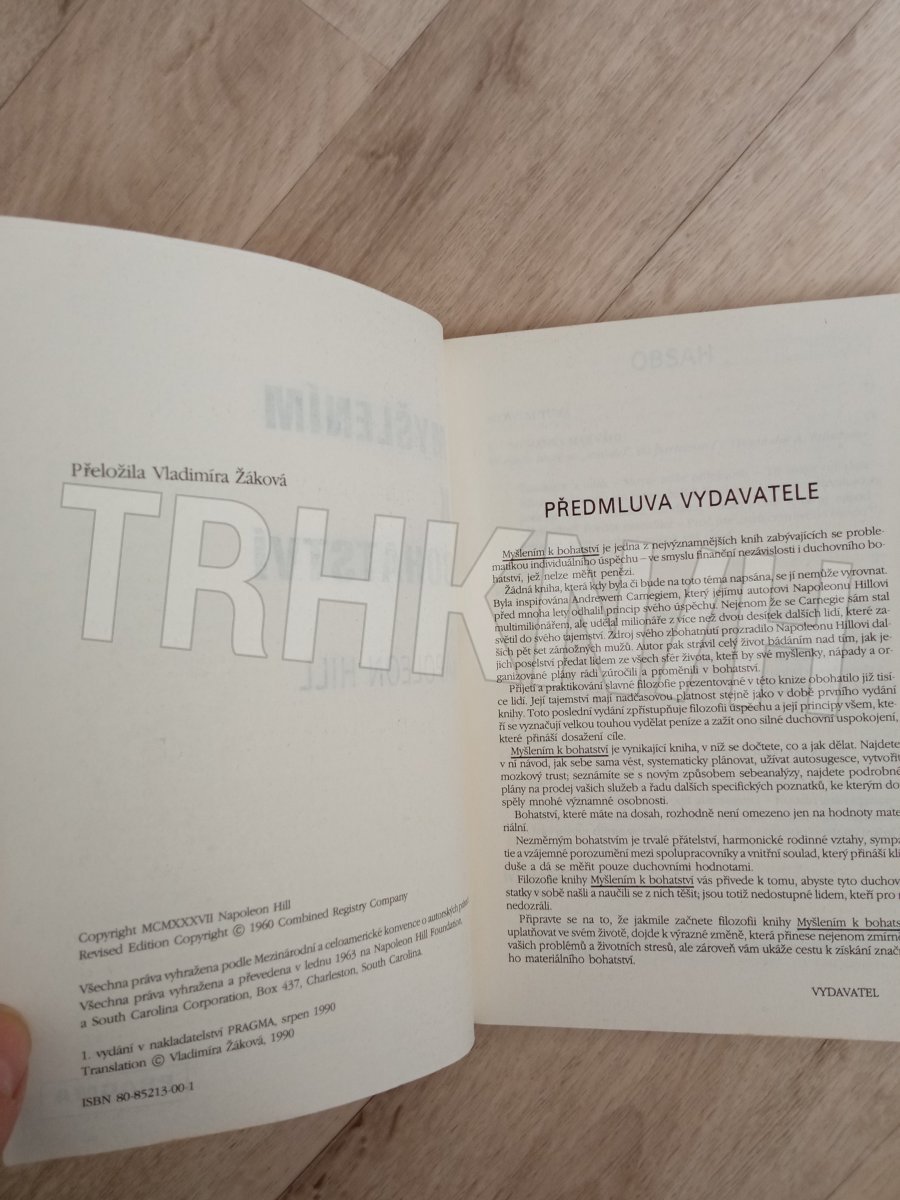 Přeložila Vladimíra Žáková
Copyright MCMXXXVII Napoleon Hill
Revised Edition Copyright © 1960 Combined Registry Company
Všechna práva vyhražena podle Mezinárodní a celoamerické konvence o autorských
Všechna práva vyhražena a převedena v lednu 1963 na Napoleon Hill Foundation,
a South Carolina Corporation, Box 437, Charleston, South Carolina.
1. vydání v nakladatelství PRAGMA, srpen 1990
Translation © Vladimíra Žáková, 1990
ISBN 80-85213-00-1
TRHKNIH
OBSAH
PŘEDMLUVA VYDAVATELE
Myšlením k bohatství je jedna z nejvýznamnějších knih zabývajících se proble-
matikou individuálního úspěchu – ve smyslu finanční nezávislosti i duchovního bo-
hátství, jež nelze měřit penězi.
Žádná kniha, která kdy byla či bude na toto téma napsána, se jí nemůže vyrovnat.
Byla inspirována Andrewem Carnegiem, který jejímu autorovi Napoleonu Hillovi
před mnoha lety odhalil princip svého úspěchu. Nejenom že se Carnegie sám stal
multimilionářem, ale udělal milionáře z více než dvou desítek dalších lidí, které za-
světil do svého tajemství. Zdroj svého zbohatnutí prozradilo Napoleonu Hillovi dal-
ších pět set zámožných mužů. Autor pak strávil celý život bádáním nad tím, jak je-
jich poselství předat lidem ze všech sfér života, kteří by své myšlenky, nápady a or-
ganizované plány rádi zúročili a proměnili v bohatství.
Přijetí a praktikování slavné filozofie prezentované v této knize obohatilo již tisí-
ce lidí. Její tajemství mají nadčasovou platnost stejně jako v době prvního vydání
knihy. Toto poslední vydání zpřístupňuje filozofii úspěchu a její principy všem, kte-
ří se vyznačují velkou touhou vydělat peníze a zažít ono silné duchovní uspokojení,
které přináší dosažení cíle.
Myšlením k bohatství je vynikající kniha, v níž se dočtete, co a jak dělat. Najdete
v ní návod, jak sebe sama vést, systematicky plánovat, užívat autosugesce, vytvořit
mozkový trust; seznámíte se s novým způsobem sebeanalýzy, najdete podrobné
plány na prodej vašich služeb a řadu dalších specifických poznatků, ke kterým do
spěly mnohé významné osobnosti.
Bohatství, které máte na dosah, rozhodně není omezeno jen na hodnoty mate
riální.
Nezměrným bohatstvím je trvalé přátelství, harmonické rodinné vztahy, sympa
tie a vzájemné porozumění mezi spolupracovníky a vnitřní soulad, který přináší kli
duše a dá se měřit pouze duchovními hodnotami.
Filozofie knihy Myšlením k bohatství vás přivede k tomu, abyste tyto duchov
statky v sobě našli a naučili se z nich těšit; jsou totiž nedostupné lidem, kteří pro
nedozráli.
Připravte se na to, že jakmile začnete filozofii knihy Myšlením k bohats
uplatňovat ve svém životě, dojde k výrazné změně, která přinese nejenom zmírně
vašich problémů a životních stresů, ale zároveň vám ukáže cestu k získání znač
ho materiálního bohatství.
VYDAVATEL